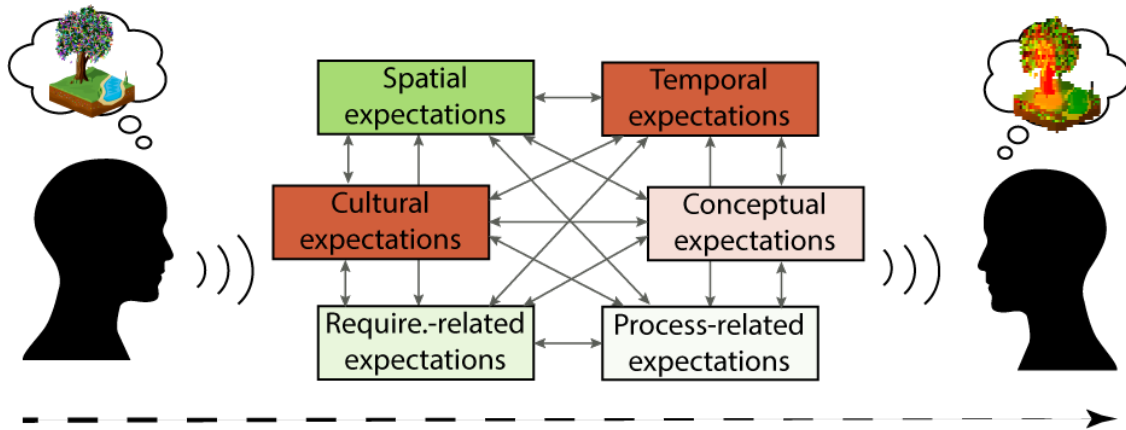 Spatial
expectations
Temporal
expectations
Cultural
expectations
Conceptual
expectations
Require.-related
expectations
Process-related
expectations